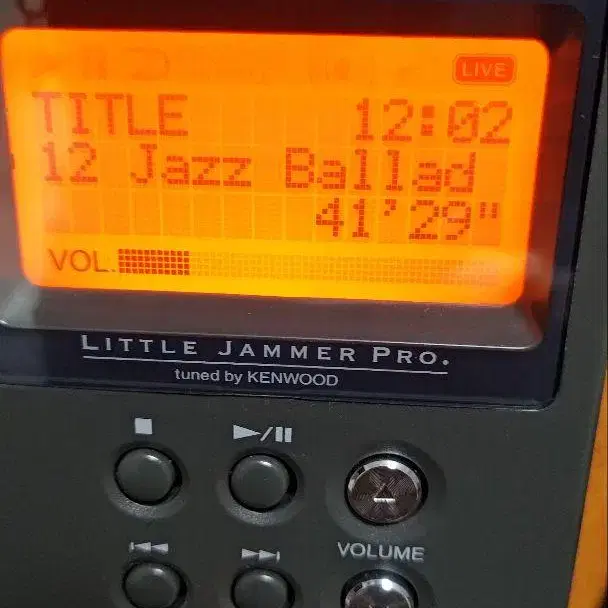 LIVE
TITLE 12:02
12 Jazz Ballad
41'29"
VOL.
LITTLE JAMMER PRO.
tuned by KENWOOD
VOLUME